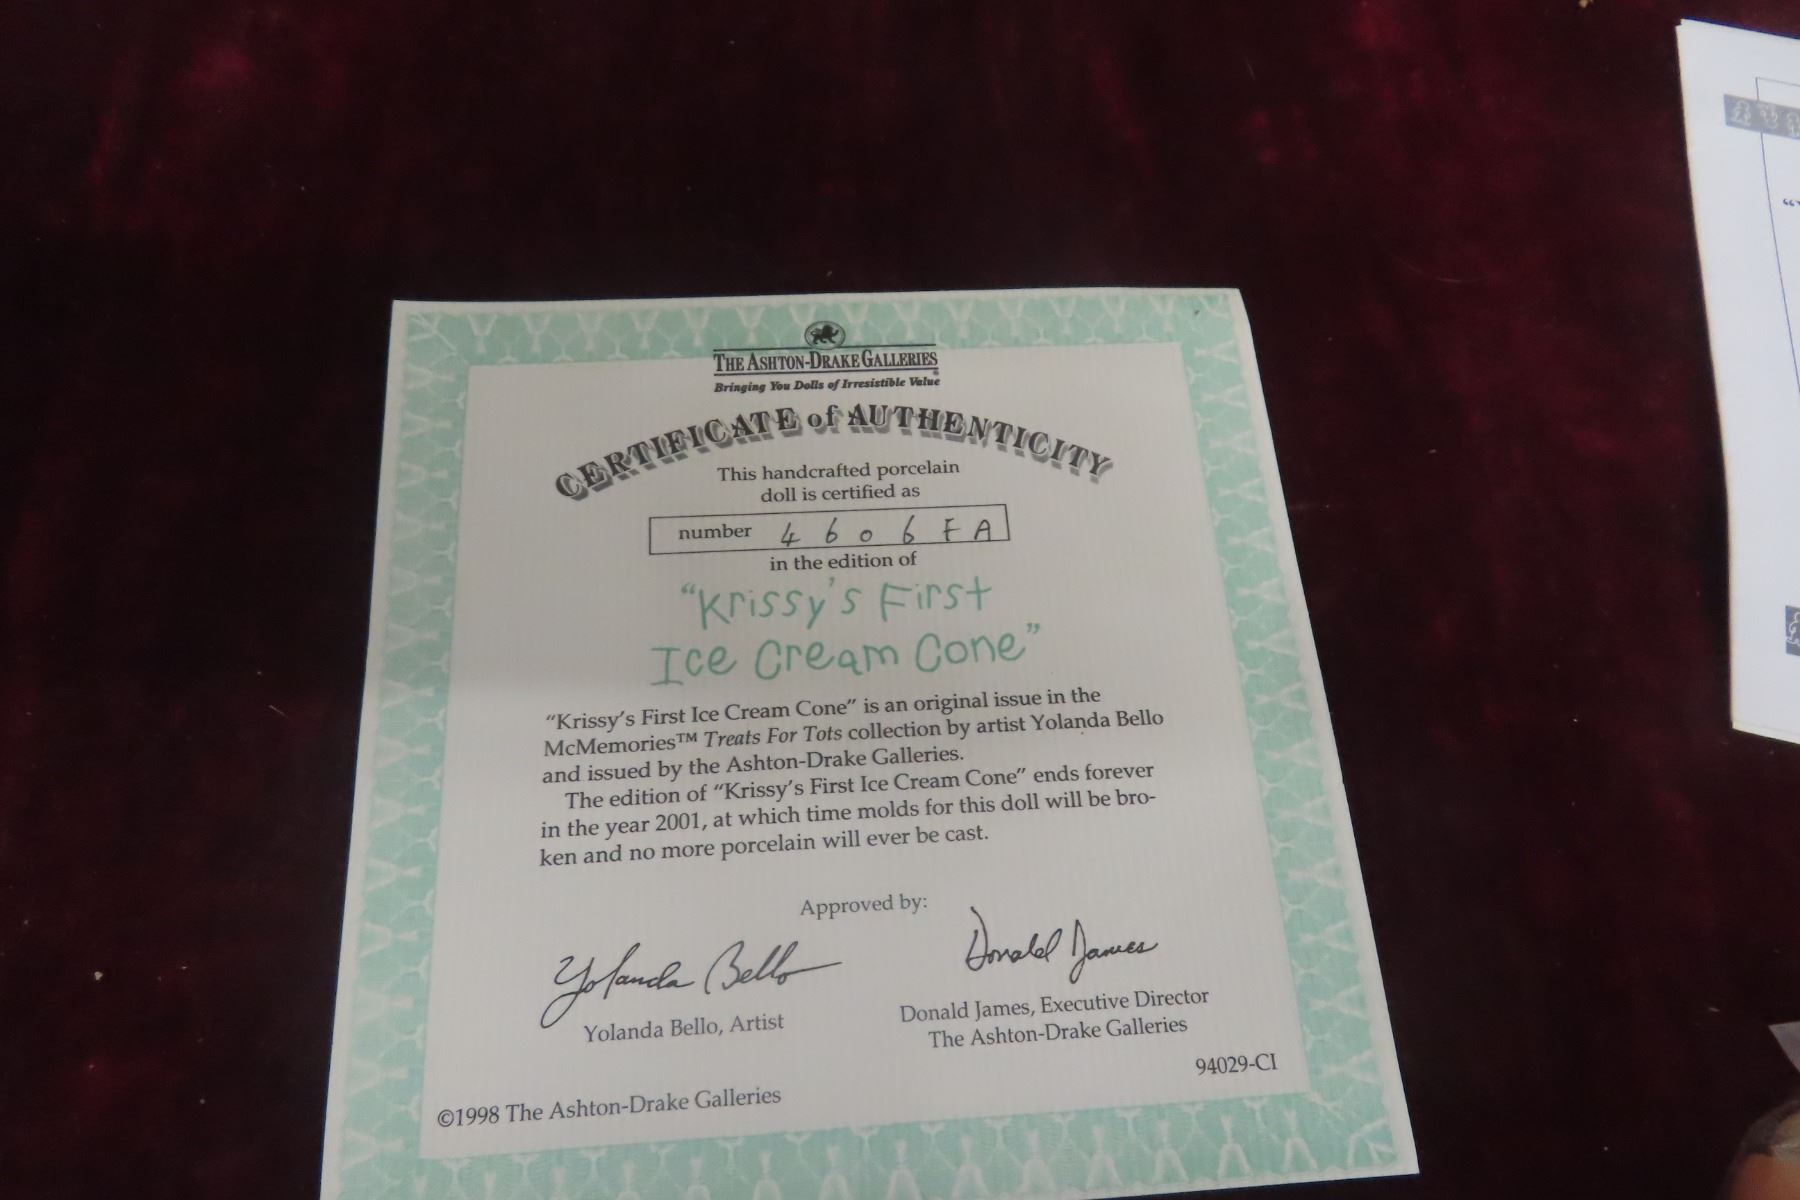 THE ASHTON-DRAKE GALLERIES
Bringing You Dolls of Irresistible Value
CERTIFICATE of AUTHENTICITY
This handcrafted porcelain
doll is certified as
number 4606FA
in the edition of
"Krissy's First
Ice Cream Cone"
"Krissy's First Ice Cream Cone" is an original issue in the
McMemories™ Treats For Tots collection by artist Yolanda Bello
and issued by the Ashton-Drake Galleries.
The edition of "Krissy's First Ice Cream Cone" ends forever
in the year 2001, at which time molds for this doll will be bro-
ken and no more porcelain will ever be cast.
Approved by:
Yolanda Bello
Donald James
Yolanda Bello, Artist
Donald James, Executive Director
The Ashton-Drake Galleries
94029-CI
©1998 The Ashton-Drake Galleries